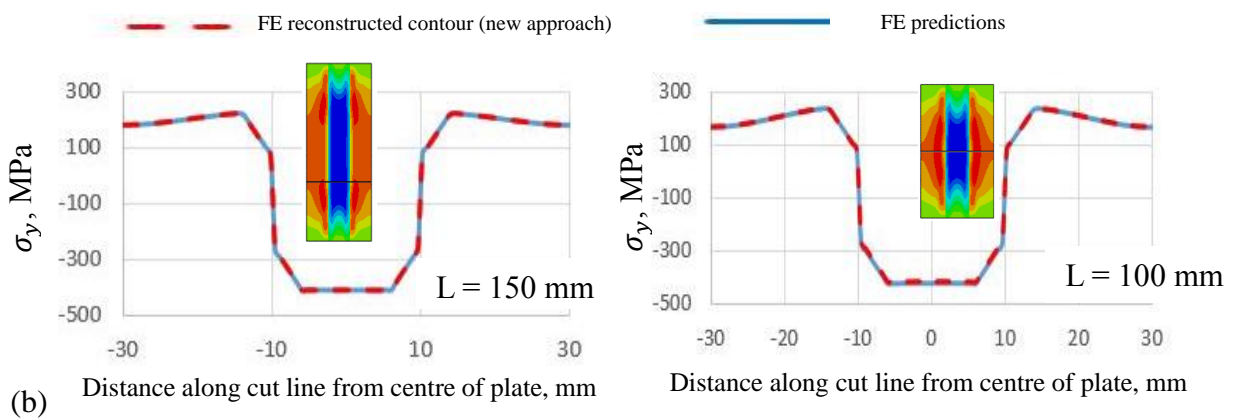 FE reconstructed contour (new approach)
FE predictions
300
100
-100
-300
-500
σy, MPa
L = 150 mm
-30
-10
10
30
Distance along cut line from centre of plate, mm
300
100
-100
-300
-500
σy, MPa
L = 100 mm
-30
-20
-10
0
10
20
30
Distance along cut line from centre of plate, mm
(b)